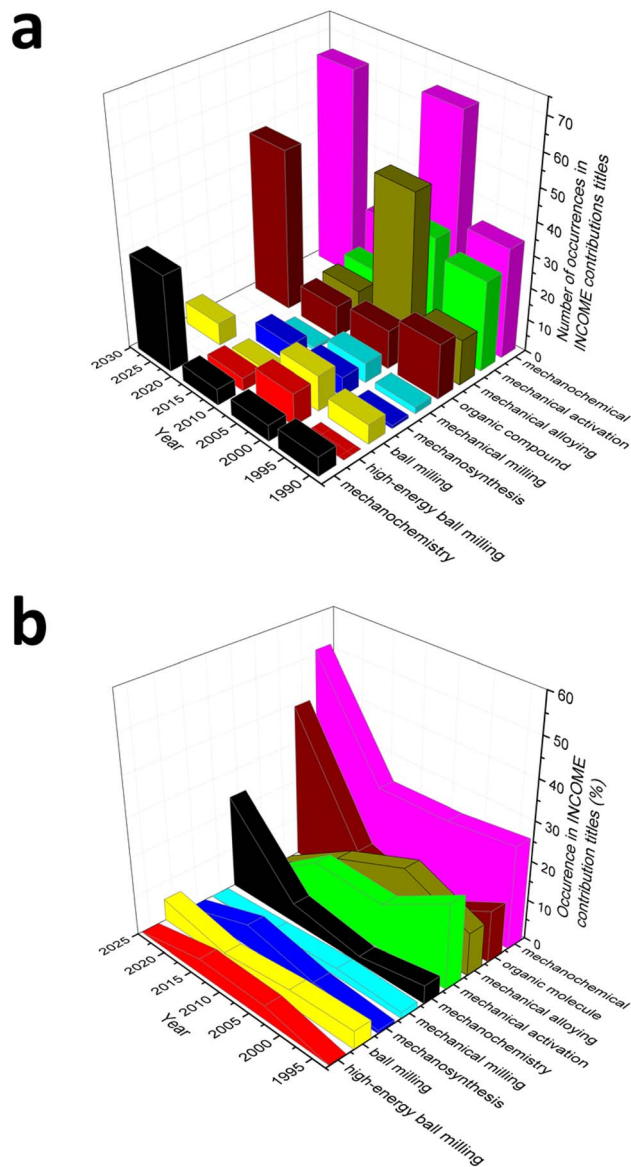 a
70
60
50
40
30
20
10
0
Number of occurrences in
INCOME contributions titles
2030
2025
2020
2015
2010
2005
2000
1995
1990
Year
mechanochemical
mechanical activation
mechanical alloying
organic compound
mechanical milling
mechanosynthesis
ball milling
high-energy ball milling
mechanochemistry
b
60
50
40
30
20
10
0
Occurence in INCOME
contribution titles (%)
2025
2020
2015
2010
2005
2000
1995
Year
mechanochemical
organic molecule
mechanical alloying
mechanical activation
mechanochemistry
mechanical milling
mechanosynthesis
ball milling
high-energy ball milling